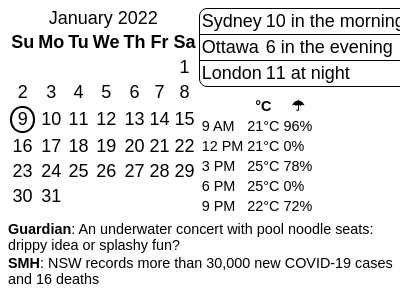 January 2022
Su Mo Tu We Th Fr Sa
1
2 3 4 5 6 7 8
9 10 11 12 13 14 15
16 17 18 19 20 21 22
23 24 25 26 27 28 29
30 31
Sydney 10 in the morning
Ottawa 6 in the evening
London 11 at night
°C ☂
9 AM 21°C 96%
12 PM 21°C 0%
3 PM 25°C 78%
6 PM 25°C 0%
9 PM 22°C 72%
Guardian: An underwater concert with pool noodle seats:
drippy idea or splashy fun?
SMH: NSW records more than 30,000 new COVID-19 cases
and 16 deaths